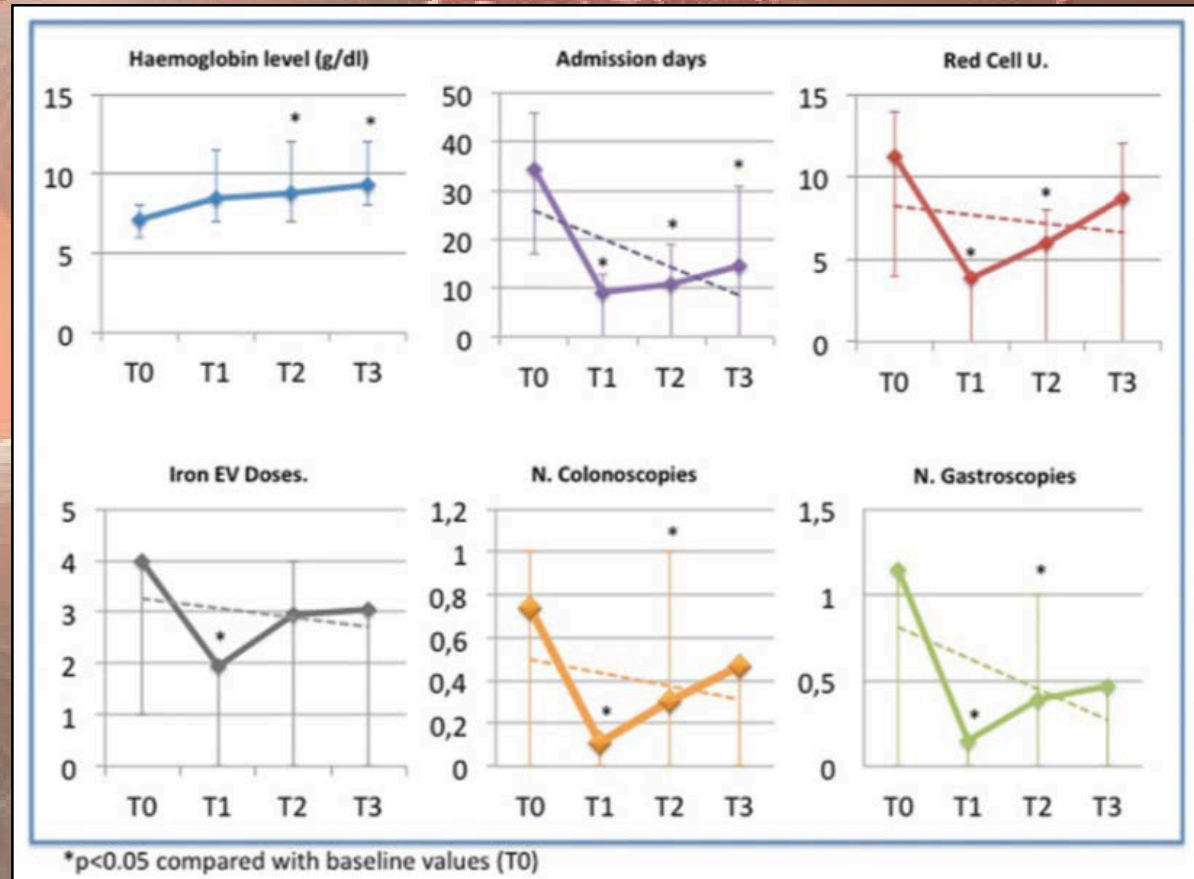 Haemoglobin level (g/dl)
15
10
5
0
T0 T1 T2 T3
* *
Admission days
50
40
30
20
10
0
T0 T1 T2 T3
* * *
Red Cell U.
15
10
5
0
T0 T1 T2 T3
* *
Iron EV Doses.
5
4
3
2
1
0
T0 T1 T2 T3
*
N. Colonoscopies
1,2
1
0,8
0,6
0,4
0,2
0
T0 T1 T2 T3
* *
N. Gastroscopies
1,5
1
0,5
0
T0 T1 T2 T3
* *
*p<0.05 compared with baseline values (T0)